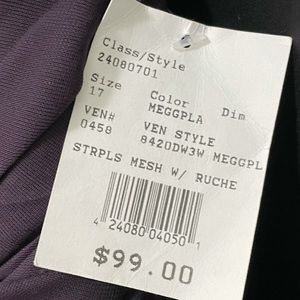 Class/Style
24080701
Size Color Dim
17 MEGGPLA
VEN# VEN STYLE
0458 8420DW3W MEGGPL
STRPLS MESH W/ RUCHE
4 24080 04050 1
$99.00